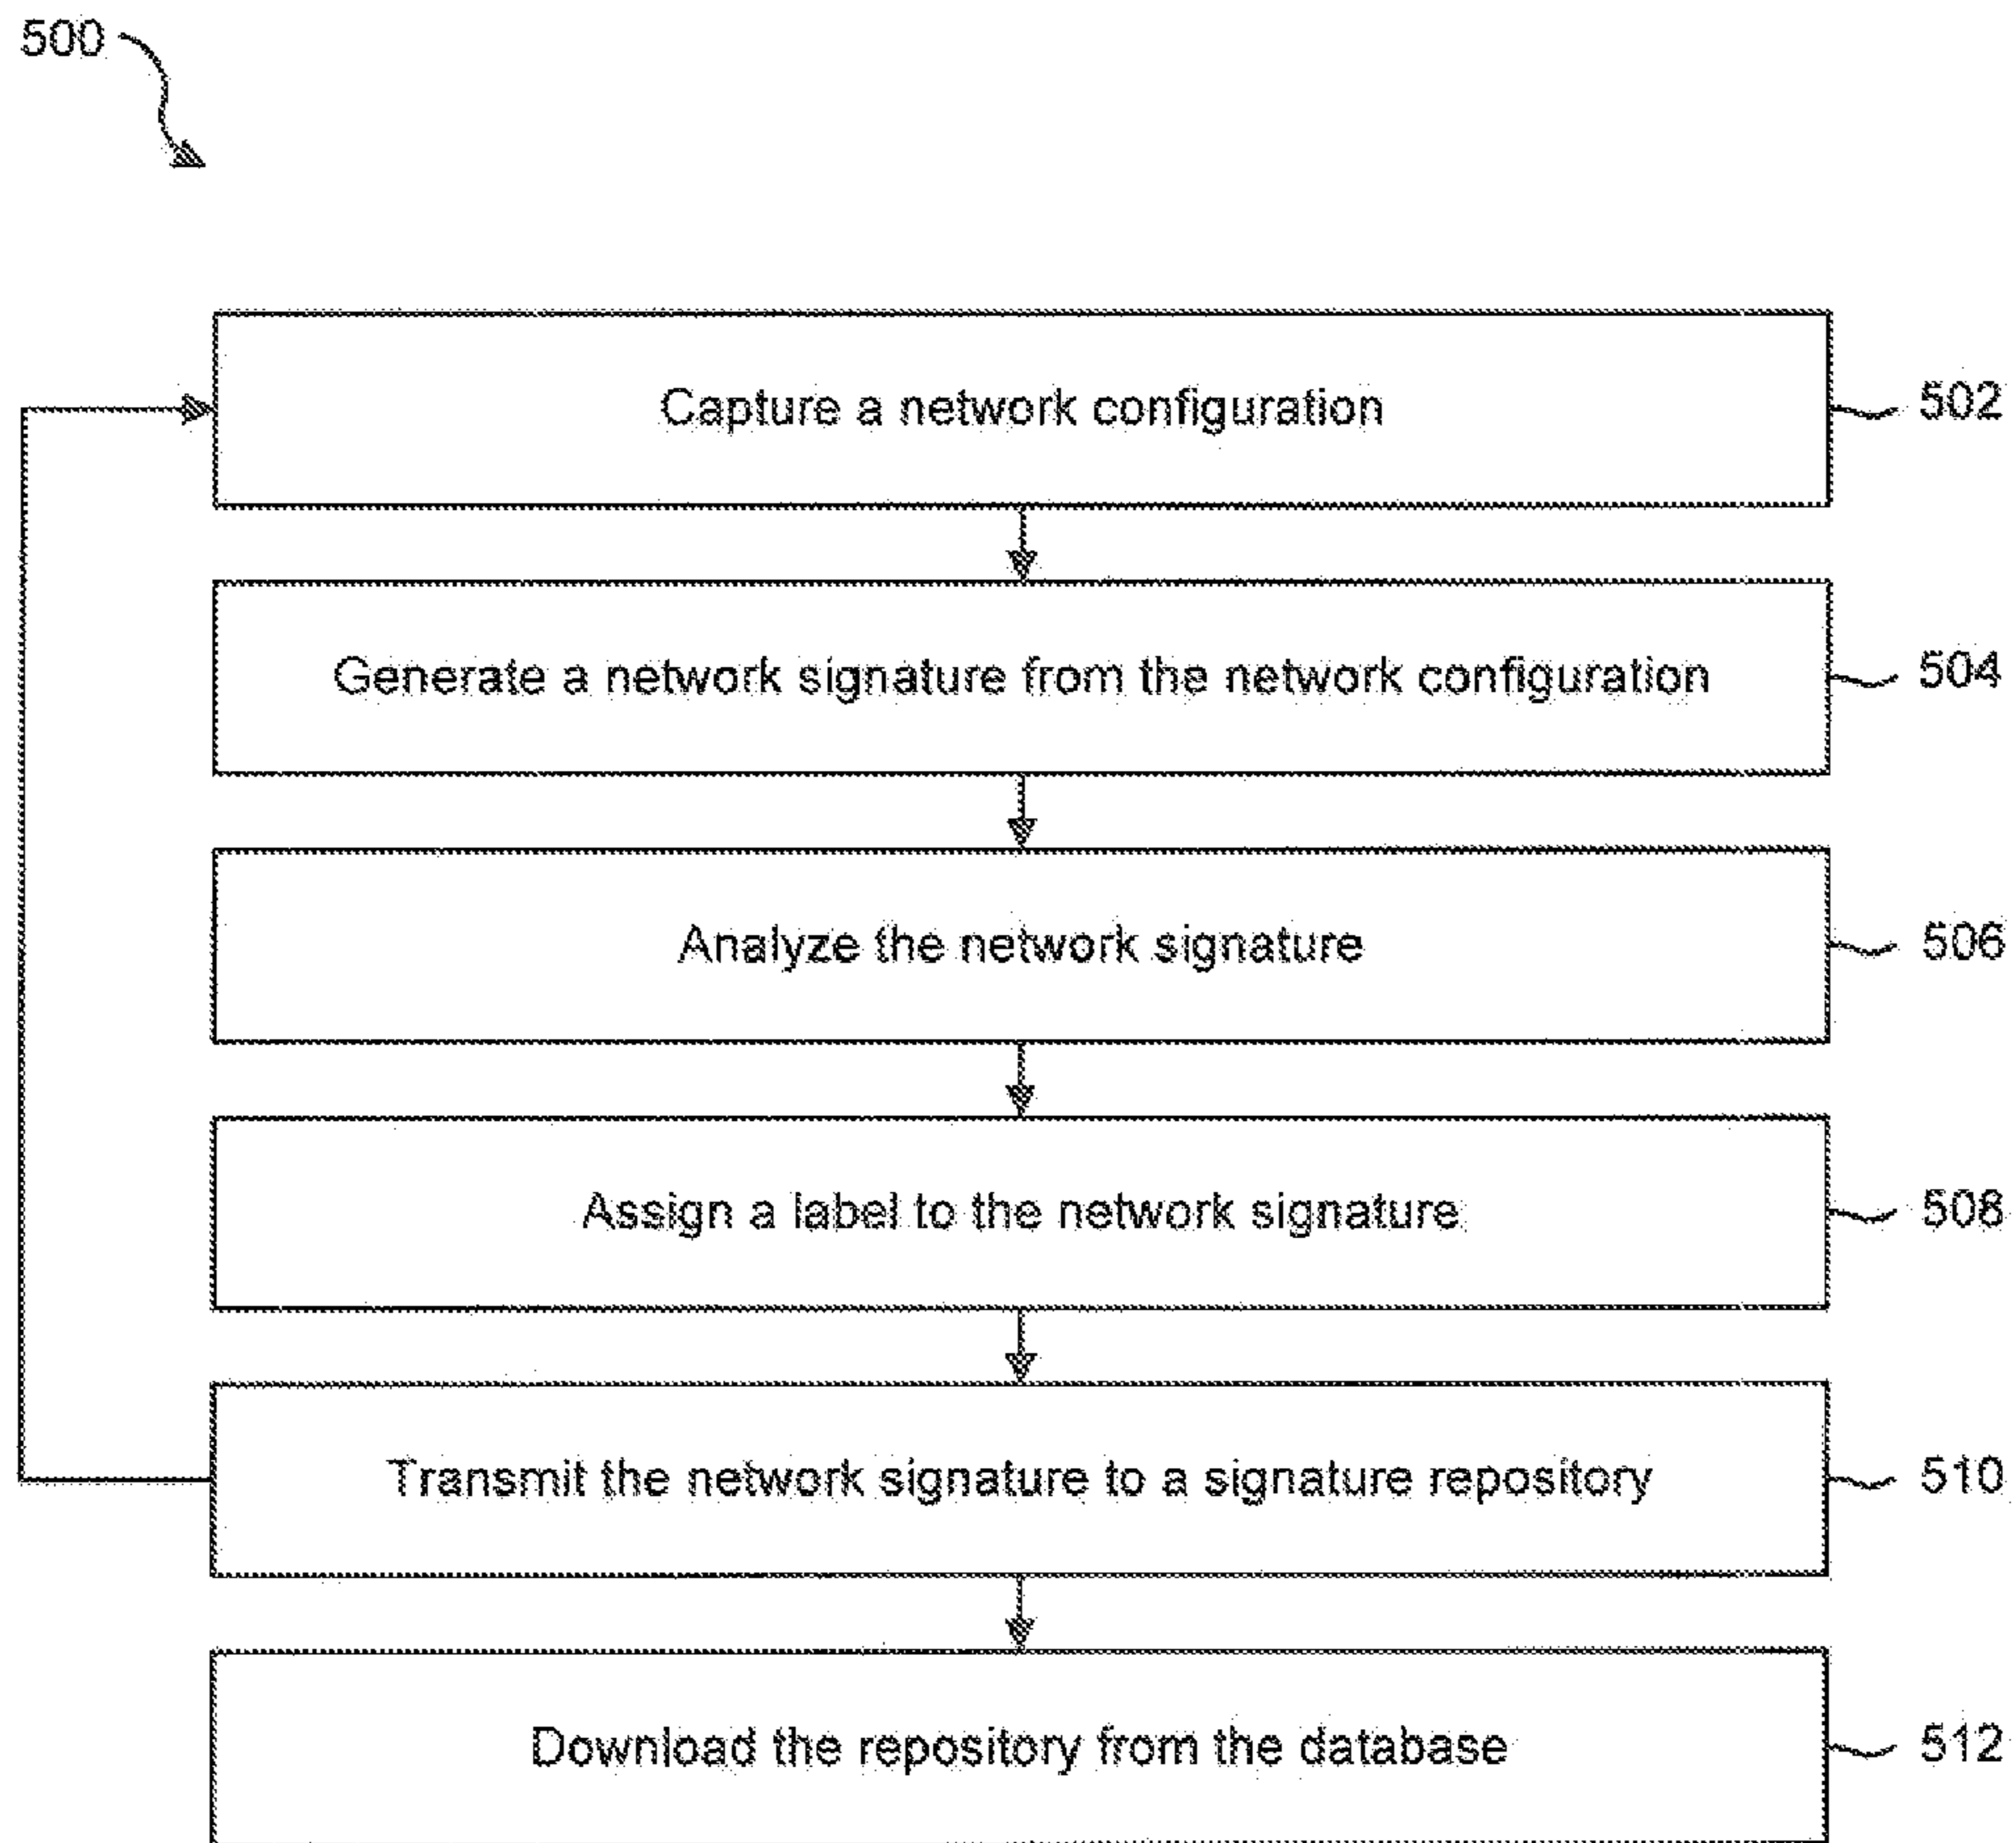 500
Capture a network configuration
502
Generate a network signature from the network configuration
504
Analyze the network signature
506
Assign a label to the network signature
508
Transmit the network signature to a signature repository
510
Download the repository from the database
512